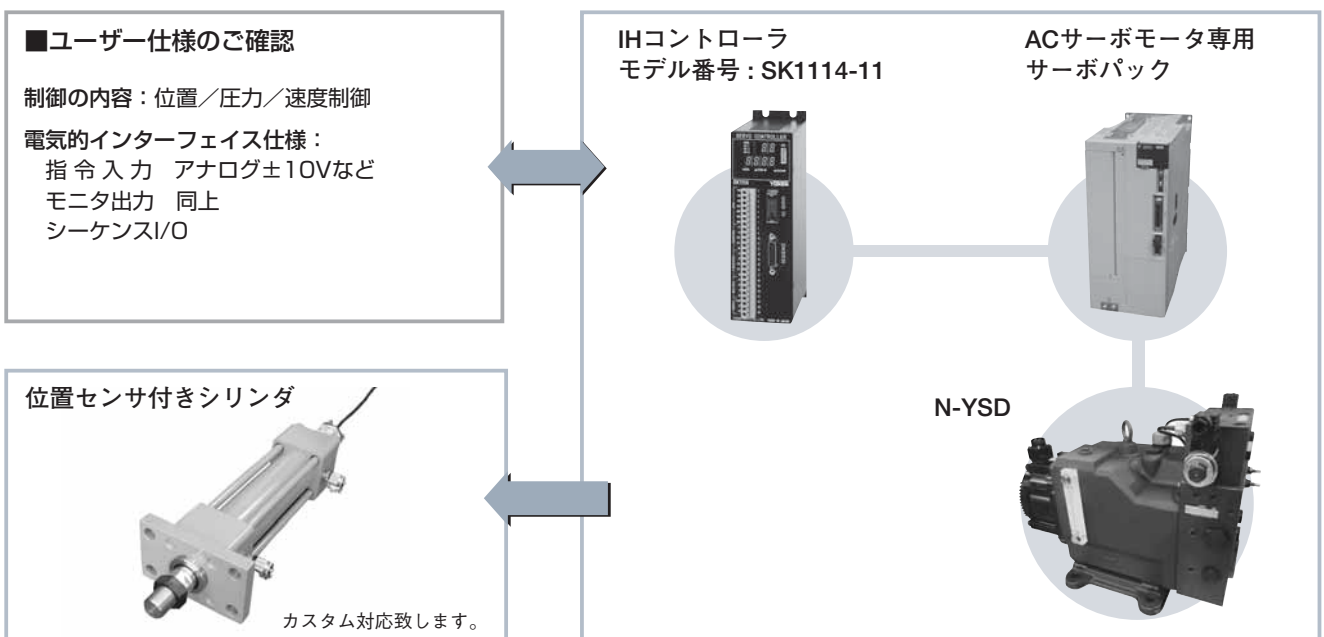 ■ユーザー仕様のご確認
制御の内容：位置／圧力／速度制御
電気的インターフェイス仕様：
指令入力　アナログ±10Vなど
モニタ出力　同上
シーケンスI/O
IHコントローラ
モデル番号 : SK1114-11
ACサーボモータ専用
サーボパック
SERVO CONTROLLER
YUKEN
位置センサ付きシリンダ
カスタム対応致します。
N-YSD